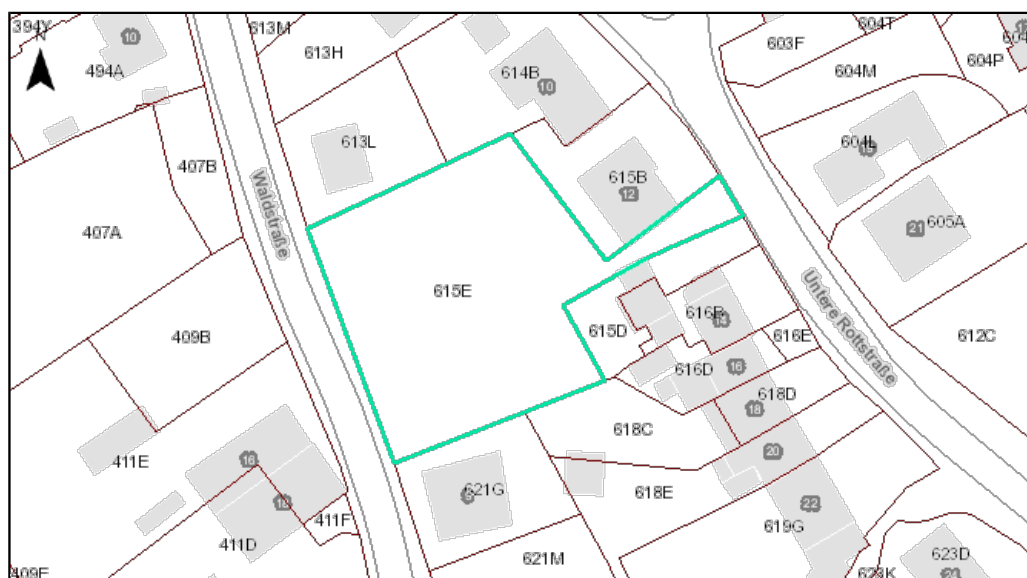 394Y
N
10
494A
613M
613H
614B
10
603F
604T
604M
604P
604L
407B
613L
615B
12
407A
Waldstraße
21
605A
615E
409B
615D
616B
14
616E
Untere Rottstraße
612C
616D
16
618D
18
618C
411E
16
20
621G
618E
22
411F
619G
411D
621M
623D
623K
409F